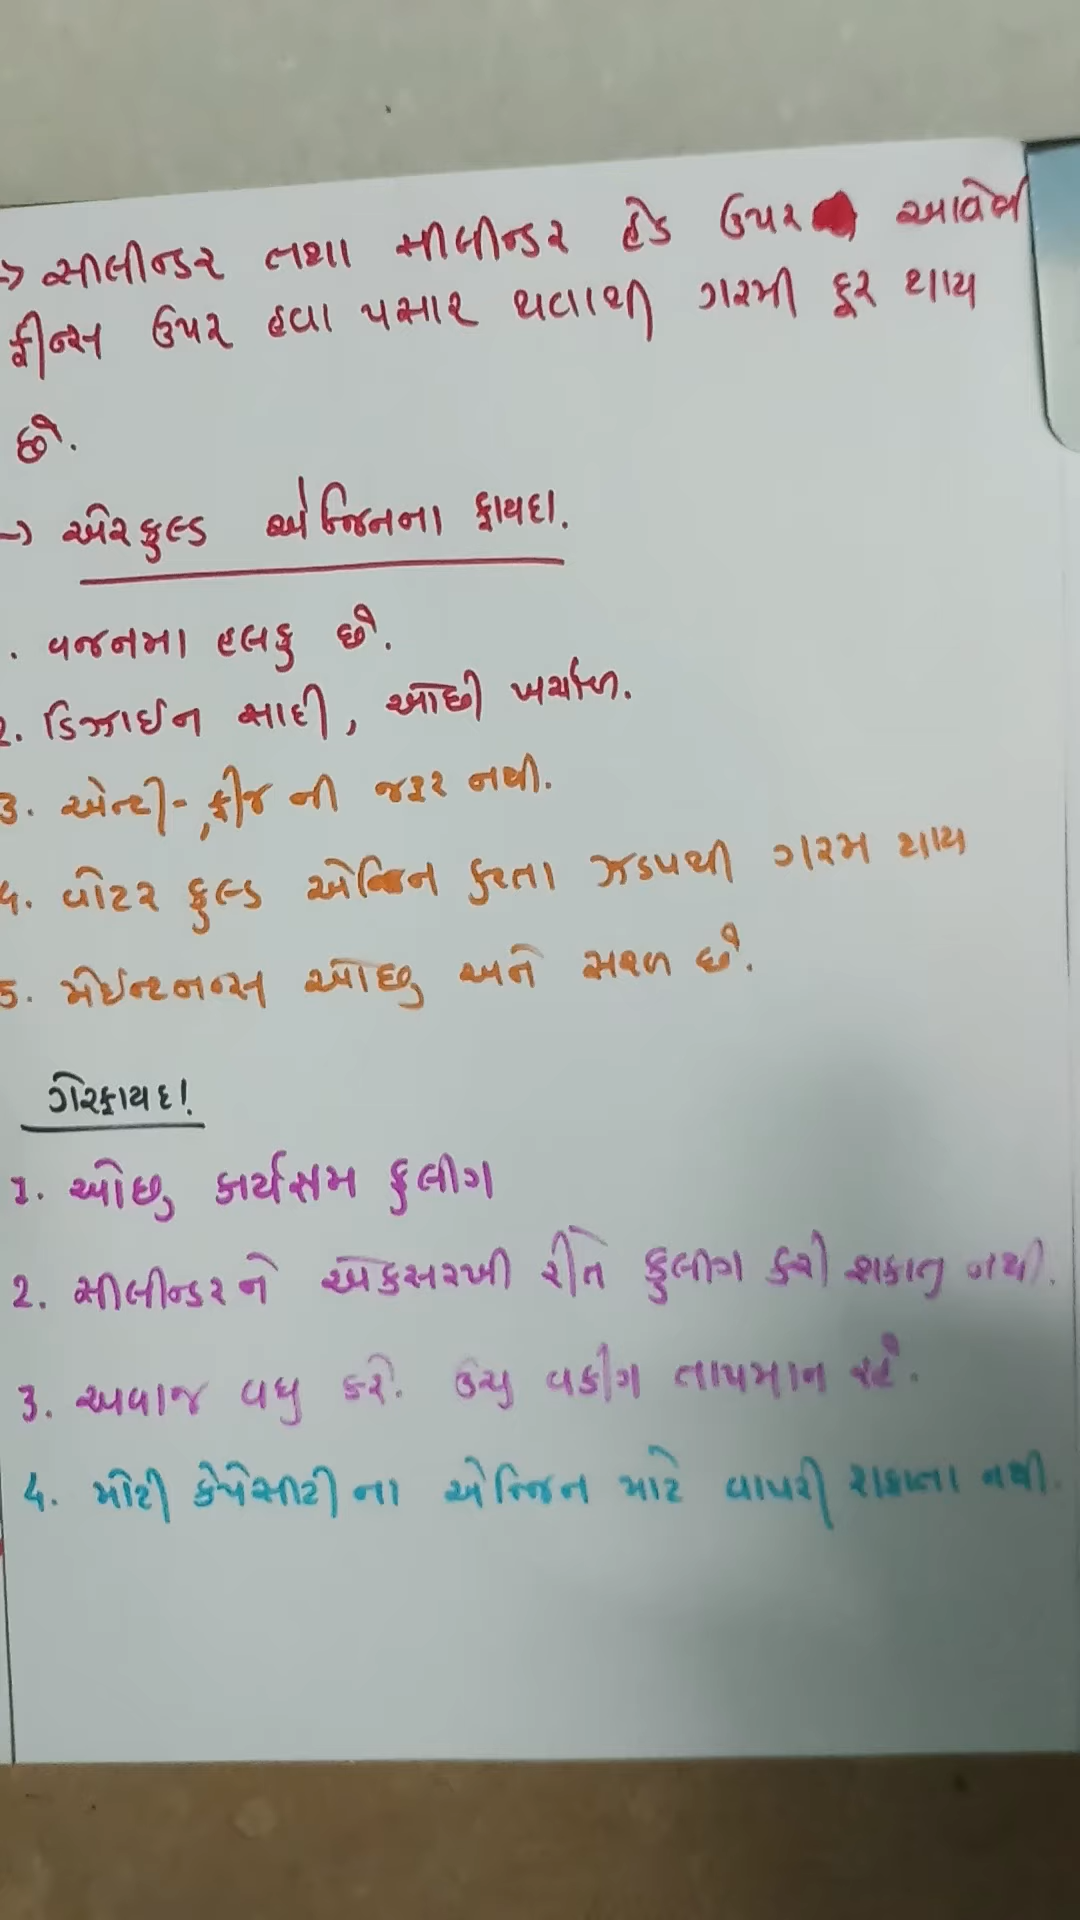 → સીલીન્ડર તથા સીલીન્ડર હેડ ઉપર આવેલી
ફીન્સ ઉપર હવા પસાર થવાથી ગરમી દૂર થાય
છે.
→ એરકુલ્ડ એન્જિનના ફાયદા.
. વજનમા હલકુ છે.
2. ડિઝાઈન સાદી, ઓછી ખર્ચાળ.
3. એન્ટી-ફ્રીજ ની જરૂર નથી.
4. વોટર કુલ્ડ એન્જિન કરતા ઝડપથી ગરમ થાય
5. મેઈન્ટનન્સ ઓછુ અને સરળ છે.
ગેરફાયદા
1. ઓછુ કાર્યક્ષમ કુલીગ
2. સીલીન્ડરને એકસરખી રીતે કુલીગ કરી શકાતુ નથી.
3. અવાજ વધુ કરે. ઉચુ વર્કીગ તાપમાન રહે.
4. મોટી કેપેસીટી ના એન્જિન માટે વાપરી શકાતા નથી.